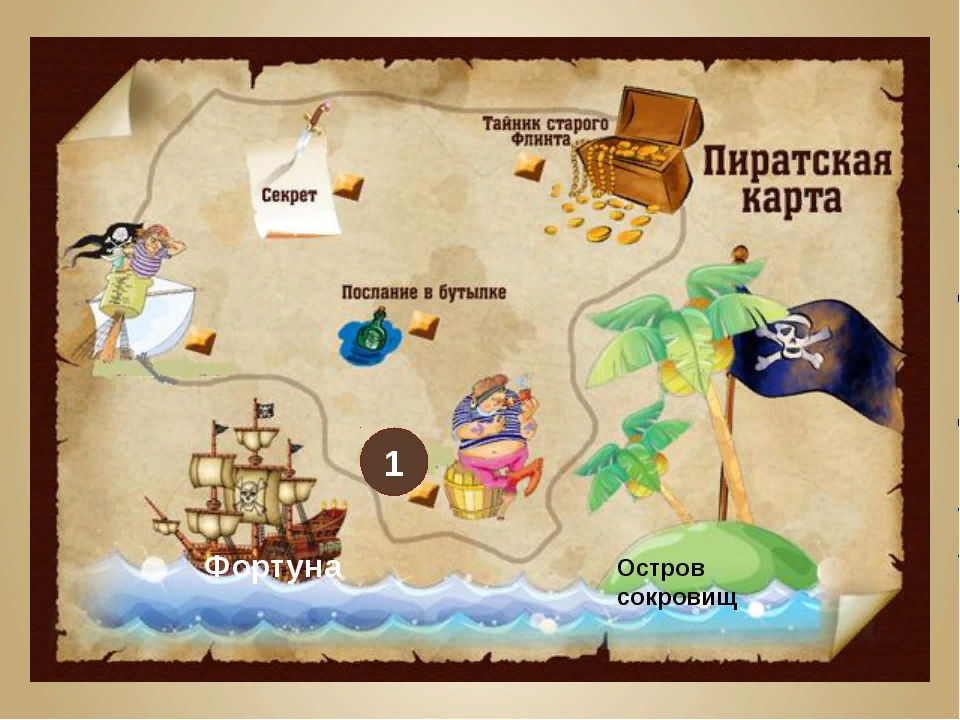 Тайник старого
Флинта
Пиратская
карта
Секрет
Послание в бутылке
1
Фортуна
Остров
сокровищ